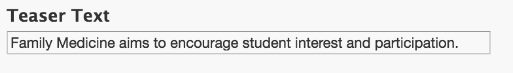 Teaser Text
Family Medicine aims to encourage student interest and participation.